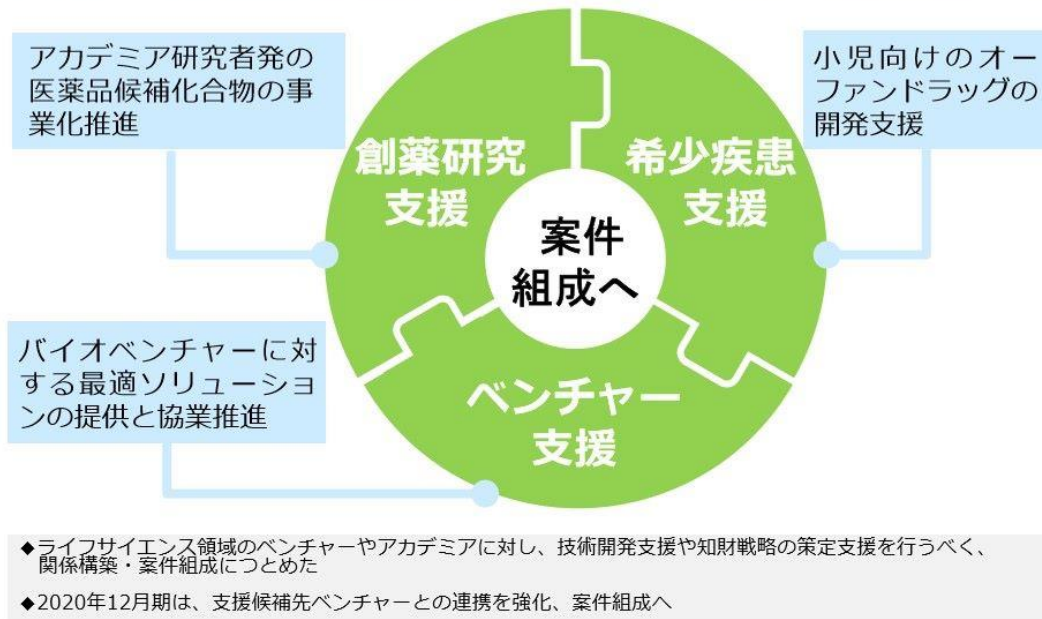 アカデミア研究者発の
医薬品候補化合物の事
業化推進
小児向けのオー
ファンドラッグの
開発支援
創薬研究
支援
希少疾患
支援
案件
組成へ
バイオベンチャーに対
する最適ソリューショ
ンの提供と協業推進
ベンチャー
支援
◆ライフサイエンス領域のベンチャーやアカデミアに対し、技術開発支援や知財戦略の策定支援を行うべく、
関係構築・案件組成につとめた
◆2020年12月期は、支援候補先ベンチャーとの連携を強化、案件組成へ